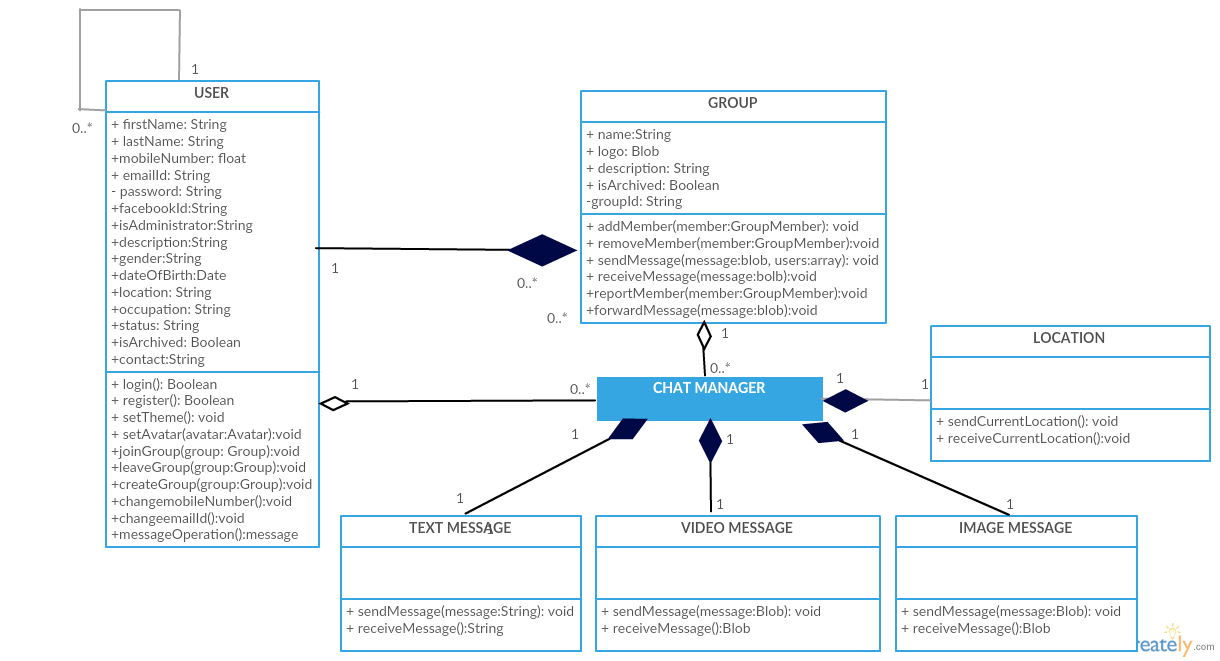 1
USER
0..*
+ firstName: String
+ lastName: String
+mobileNumber: float
+ emailId: String
- password: String
+facebookId:String
+isAdministrator:String
+description:String
+gender:String
+dateOfBirth:Date
+location: String
+occupation: String
+status: String
+isArchived: Boolean
+contact:String
+ login(): Boolean
+ register(): Boolean
+ setTheme(): void
+ setAvatar(avatar:Avatar):void
+joinGroup(group: Group):void
+leaveGroup(group:Group):void
+createGroup(group:Group):void
+changemobileNumber():void
+changeemailId():void
+messageOperation():message
GROUP
+ name:String
+ logo: Blob
+ description: String
+ isArchived: Boolean
-groupId: String
+ addMember(member:GroupMember): void
+ removeMember(member:GroupMember):void
+ sendMessage(message:blob, users:array): void
+ receiveMessage(message:bolb):void
+reportMember(member:GroupMember):void
+forwardMessage(message:blob):void
1
0..*
0..*
1
0..*
1
0..*
CHAT MANAGER
1
1
LOCATION
+ sendCurrentLocation(): void
+ receiveCurrentLocation():void
1
1
1
1
1
1
TEXT MESSAGE
1
+ sendMessage(message:String): void
+ receiveMessage():String
VIDEO MESSAGE
+ sendMessage(message:Blob): void
+ receiveMessage():Blob
IMAGE MESSAGE
+ sendMessage(message:Blob): void
+ receiveMessage():Blob
reately.com